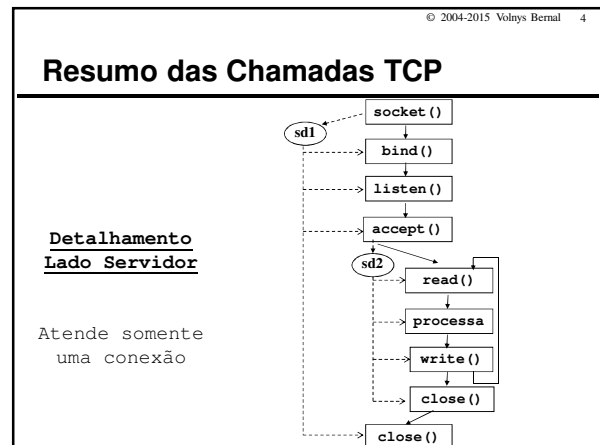 © 2004-2015 Volnys Bernal 4
Resumo das Chamadas TCP
socket()
sd1
bind()
listen()
accept()
Detalhamento
Lado Servidor
sd2
read()
processa
Atende somente
uma conexão
write()
close()
close()